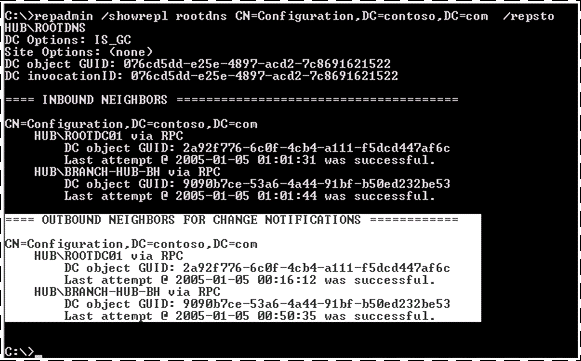 C:\>repadmin /showrepl rootdns CN=Configuration,DC=contoso,DC=com /repsto
HUB\ROOTDNS
DC Options: IS_GC
Site Options: (none)
DC object GUID: 076cd5dd-e25e-4897-acd2-7c8691621522
DC invocationID: 076cd5dd-e25e-4897-acd2-7c8691621522
==== INBOUND NEIGHBORS ======================================
CN=Configuration,DC=contoso,DC=com
HUB\ROOTDC01 via RPC
DC object GUID: 2a92f776-6c0f-4cb4-a111-f5dcd447af6c
Last attempt @ 2005-01-05 01:01:31 was successful.
HUB\BRANCH-HUB-BH via RPC
DC object GUID: 9090b7ce-53a6-4a44-91bf-b50ed232be53
Last attempt @ 2005-01-05 01:01:44 was successful.
==== OUTBOUND NEIGHBORS FOR CHANGE NOTIFICATIONS ============
CN=Configuration,DC=contoso,DC=com
HUB\ROOTDC01 via RPC
DC object GUID: 2a92f776-6c0f-4cb4-a111-f5dcd447af6c
Last attempt @ 2005-01-05 00:16:12 was successful.
HUB\BRANCH-HUB-BH via RPC
DC object GUID: 9090b7ce-53a6-4a44-91bf-b50ed232be53
Last attempt @ 2005-01-05 00:50:35 was successful.
C:\>_